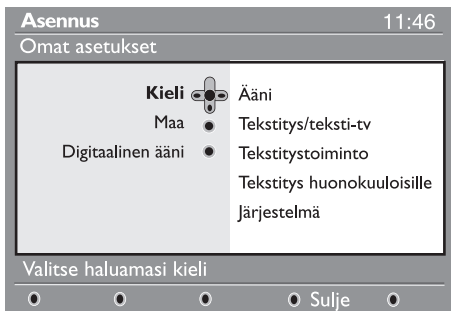 Asennus 11:46
Omat asetukset
Kieli
Maa
Digitaalinen ääni
Ääni
Tekstitys/teksti-tv
Tekstitystoiminto
Tekstitys huonokuuloisille
Järjestelmä
Valitse haluamasi kieli
Sulje